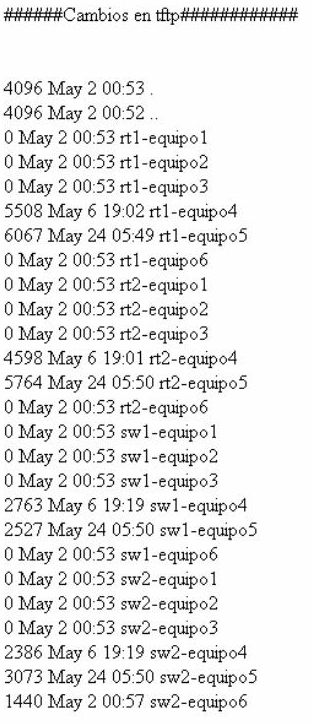 ######Cambios en tftp############
4096 May 2 00:53 .
4096 May 2 00:52 ..
0 May 2 00:53 rt1-equipo1
0 May 2 00:53 rt1-equipo2
0 May 2 00:53 rt1-equipo3
5508 May 6 19:02 rt1-equipo4
6067 May 24 05:49 rt1-equipo5
0 May 2 00:53 rt1-equipo6
0 May 2 00:53 rt2-equipo1
0 May 2 00:53 rt2-equipo2
0 May 2 00:53 rt2-equipo3
4598 May 6 19:01 rt2-equipo4
5764 May 24 05:50 rt2-equipo5
0 May 2 00:53 rt2-equipo6
0 May 2 00:53 sw1-equipo1
0 May 2 00:53 sw1-equipo2
0 May 2 00:53 sw1-equipo3
2763 May 6 19:19 sw1-equipo4
2527 May 24 05:50 sw1-equipo5
0 May 2 00:53 sw1-equipo6
0 May 2 00:53 sw2-equipo1
0 May 2 00:53 sw2-equipo2
0 May 2 00:53 sw2-equipo3
2386 May 6 19:19 sw2-equipo4
3073 May 24 05:50 sw2-equipo5
1440 May 2 00:57 sw2-equipo6